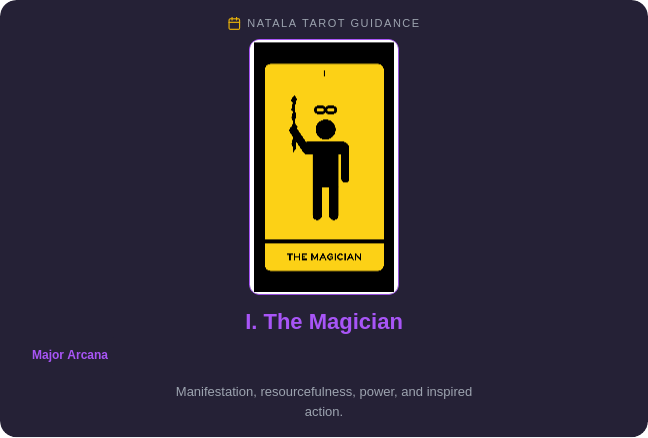 NATALA TAROT GUIDANCE
I
THE MAGICIAN
I. The Magician
Major Arcana
Manifestation, resourcefulness, power, and inspired
action.